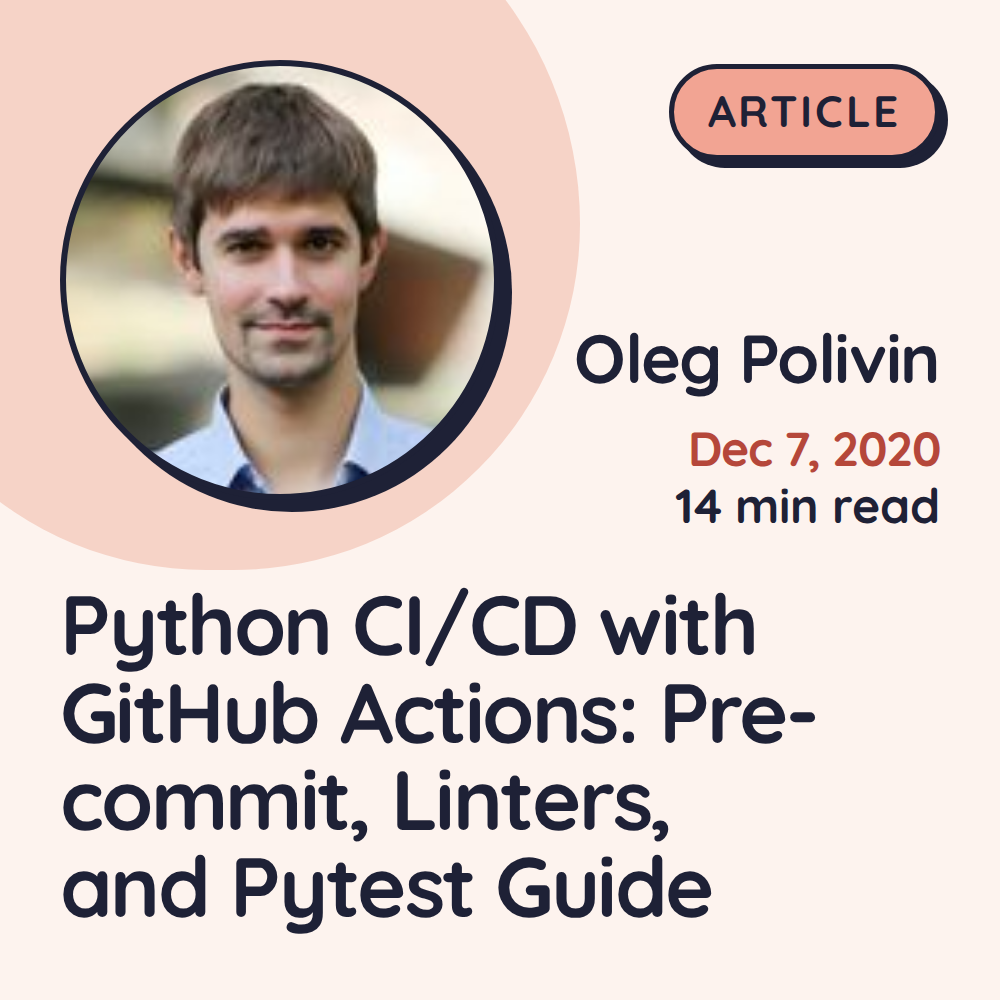 ARTICLE
Oleg Polivin
Dec 7, 2020
14 min read
Python CI/CD with
GitHub Actions: Pre-
commit, Linters,
and Pytest Guide